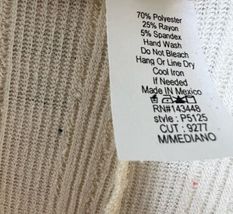 70% Polyester
25% Rayon
5% Spandex
Hand Wash
Do Not Bleach
Hang Or Line Dry
Cool Iron
If Needed
Made IN Mexico
RN#143448
style : P5125
CUT : 9277
M/MEDIANO